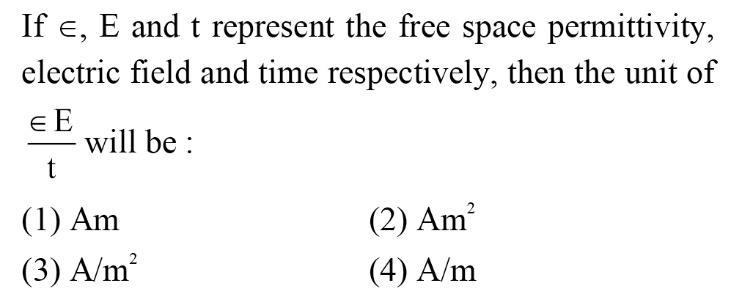 If ∈, E and t represent the free space permittivity,
electric field and time respectively, then the unit of
∈ E
t
will be :
(1) Am (2) Am²
(3) A/m² (4) A/m